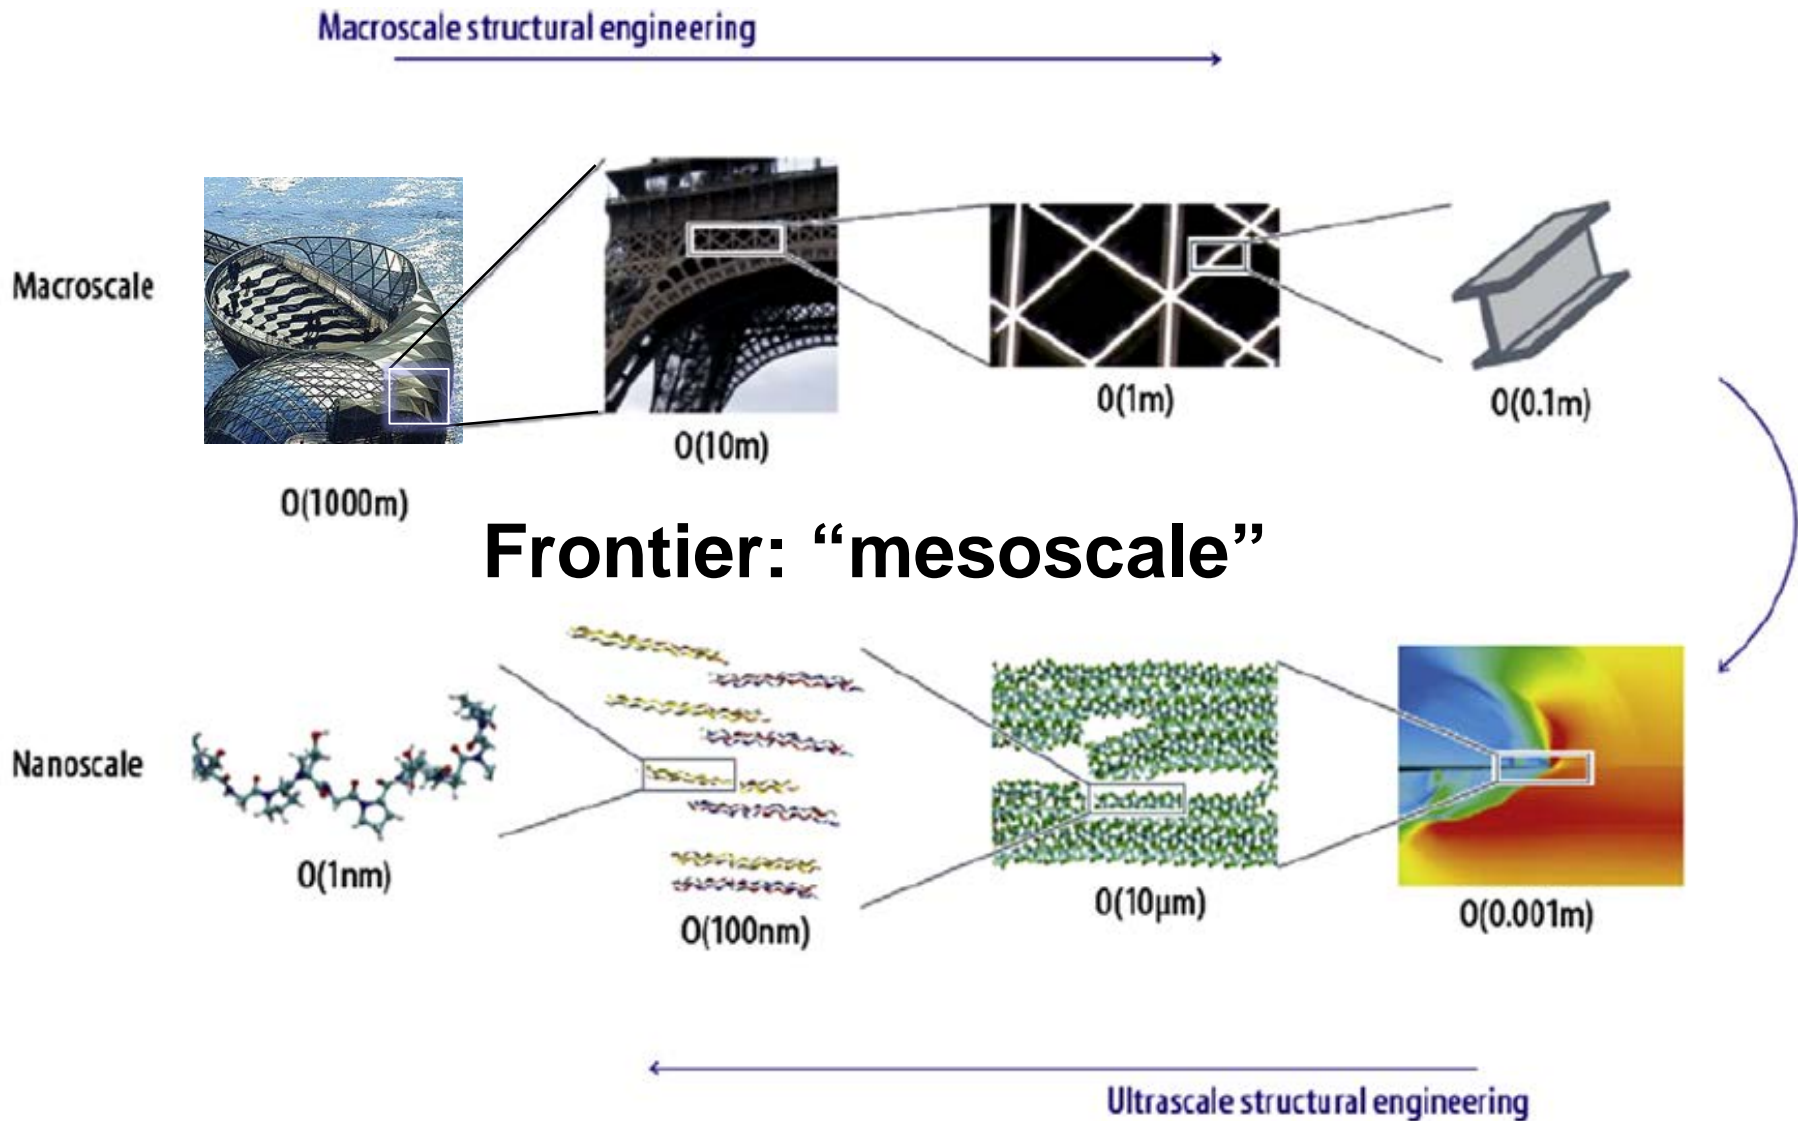 Macroscale structural engineering
Macroscale
O(1000m)
O(10m)
O(1m)
O(0.1m)
Frontier: “mesoscale”
Nanoscale
O(1nm)
O(100nm)
O(10µm)
O(0.001m)
Ultrascale structural engineering